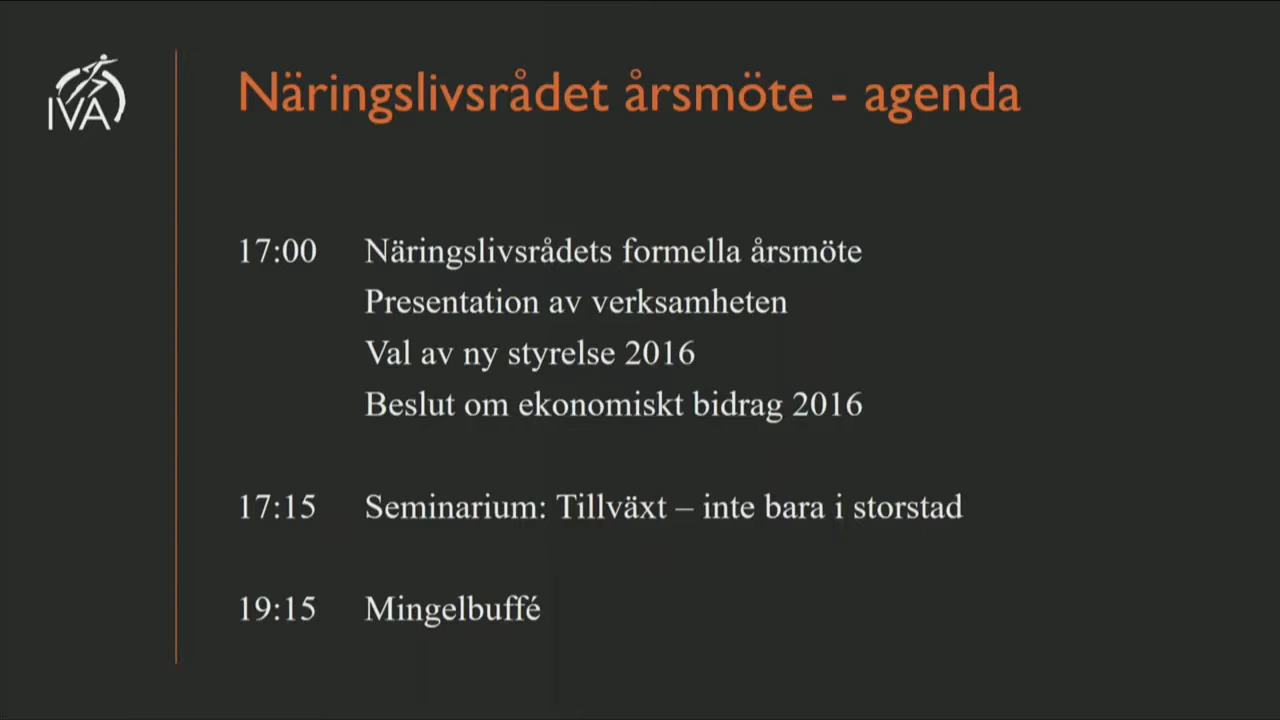 IVA
Näringslivsrådet årsmöte - agenda
17:00 Näringslivsrådets formella årsmöte
Presentation av verksamheten
Val av ny styrelse 2016
Beslut om ekonomiskt bidrag 2016
17:15 Seminarium: Tillväxt – inte bara i storstad
19:15 Mingelbuffé